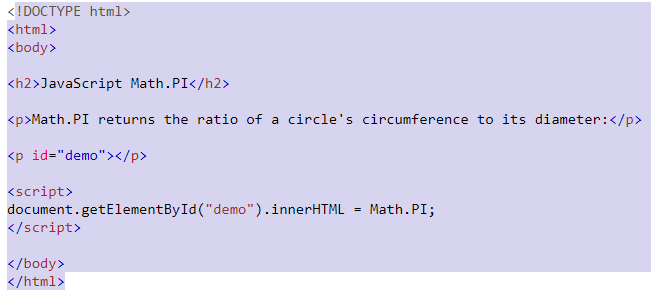 <!DOCTYPE html>
<html>
<body>
<h2>JavaScript Math.PI</h2>
<p>Math.PI returns the ratio of a circle's circumference to its diameter:</p>
<p id="demo"></p>
<script>
document.getElementById("demo").innerHTML = Math.PI;
</script>
</body>
</html>